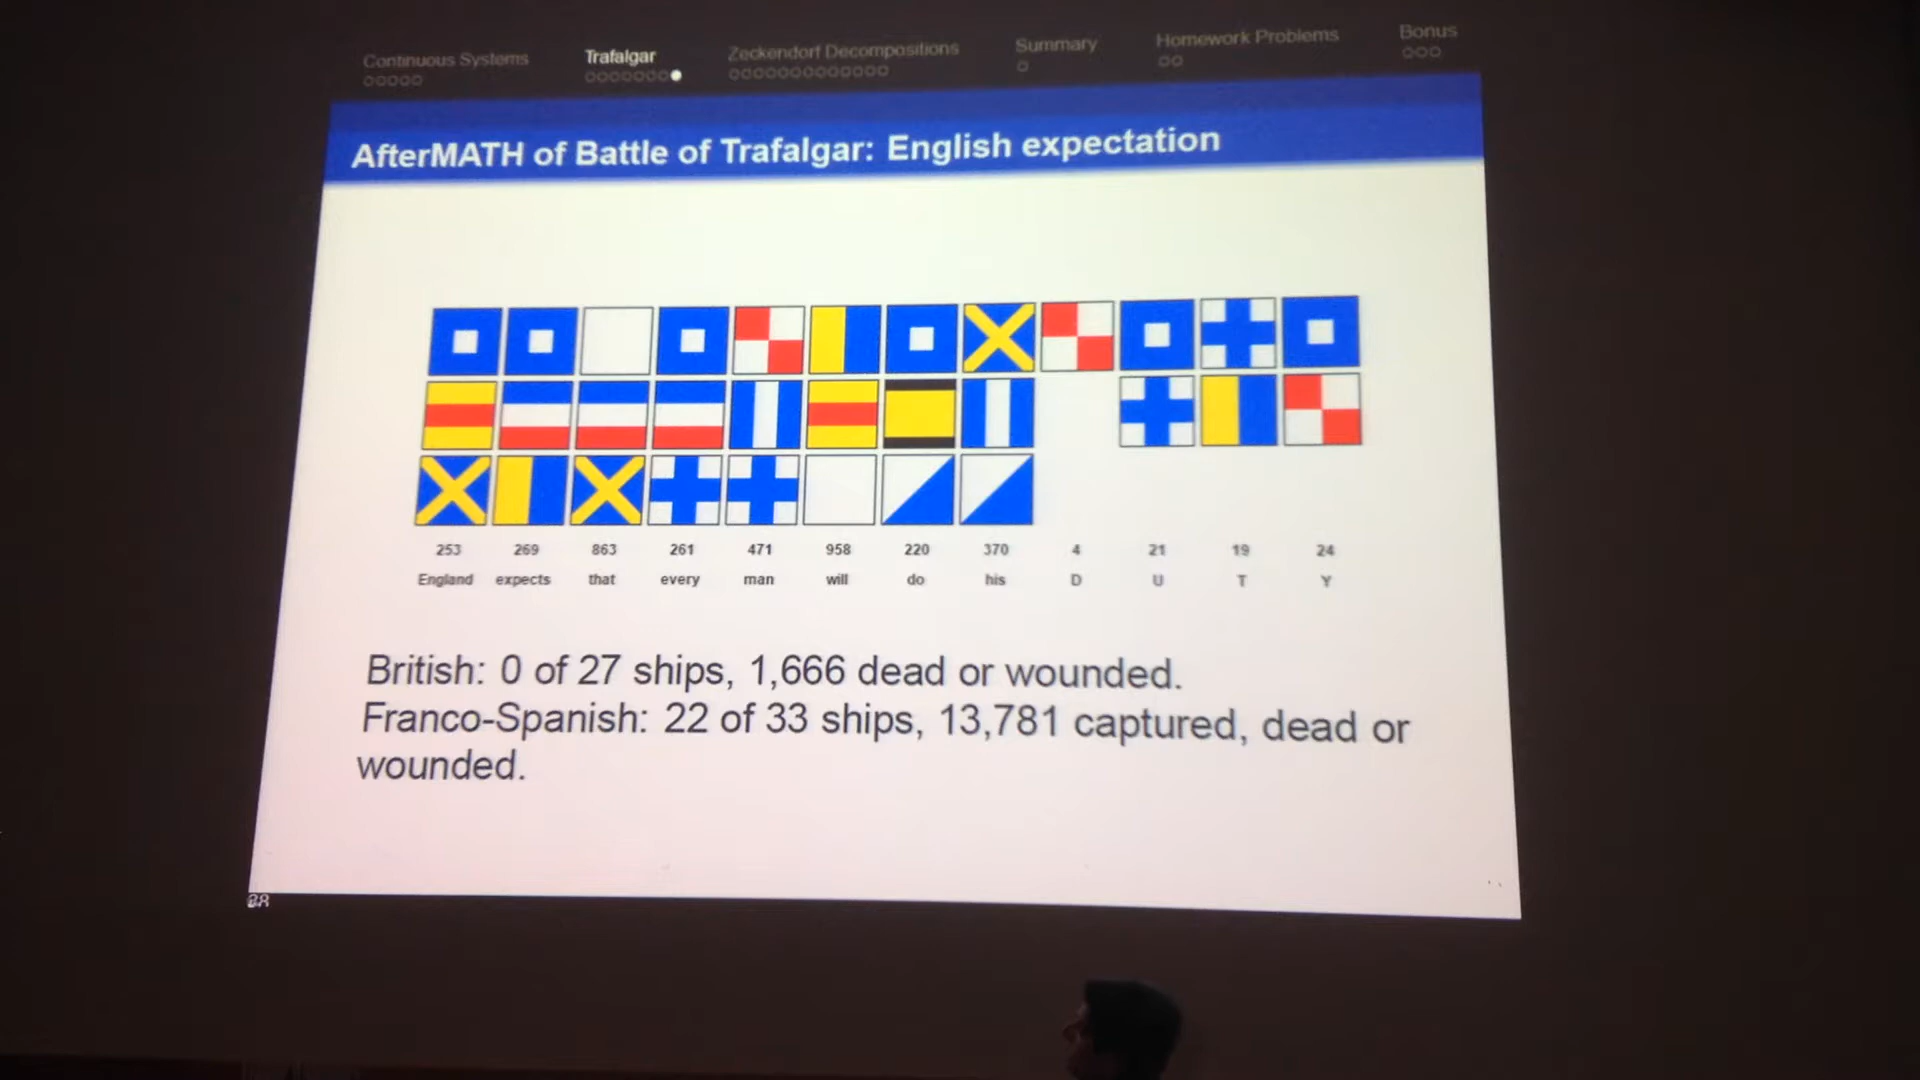 Continuous Systems Trafalgar Zeckendorf Decompositions Summary Homework Problems Bonus
AfterMATH of Battle of Trafalgar: English expectation
253 269 863 261 471 958 220 370 4 21 19 24
England expects that every man will do his D U T Y
British: 0 of 27 ships, 1,666 dead or wounded.
Franco-Spanish: 22 of 33 ships, 13,781 captured, dead or
wounded.